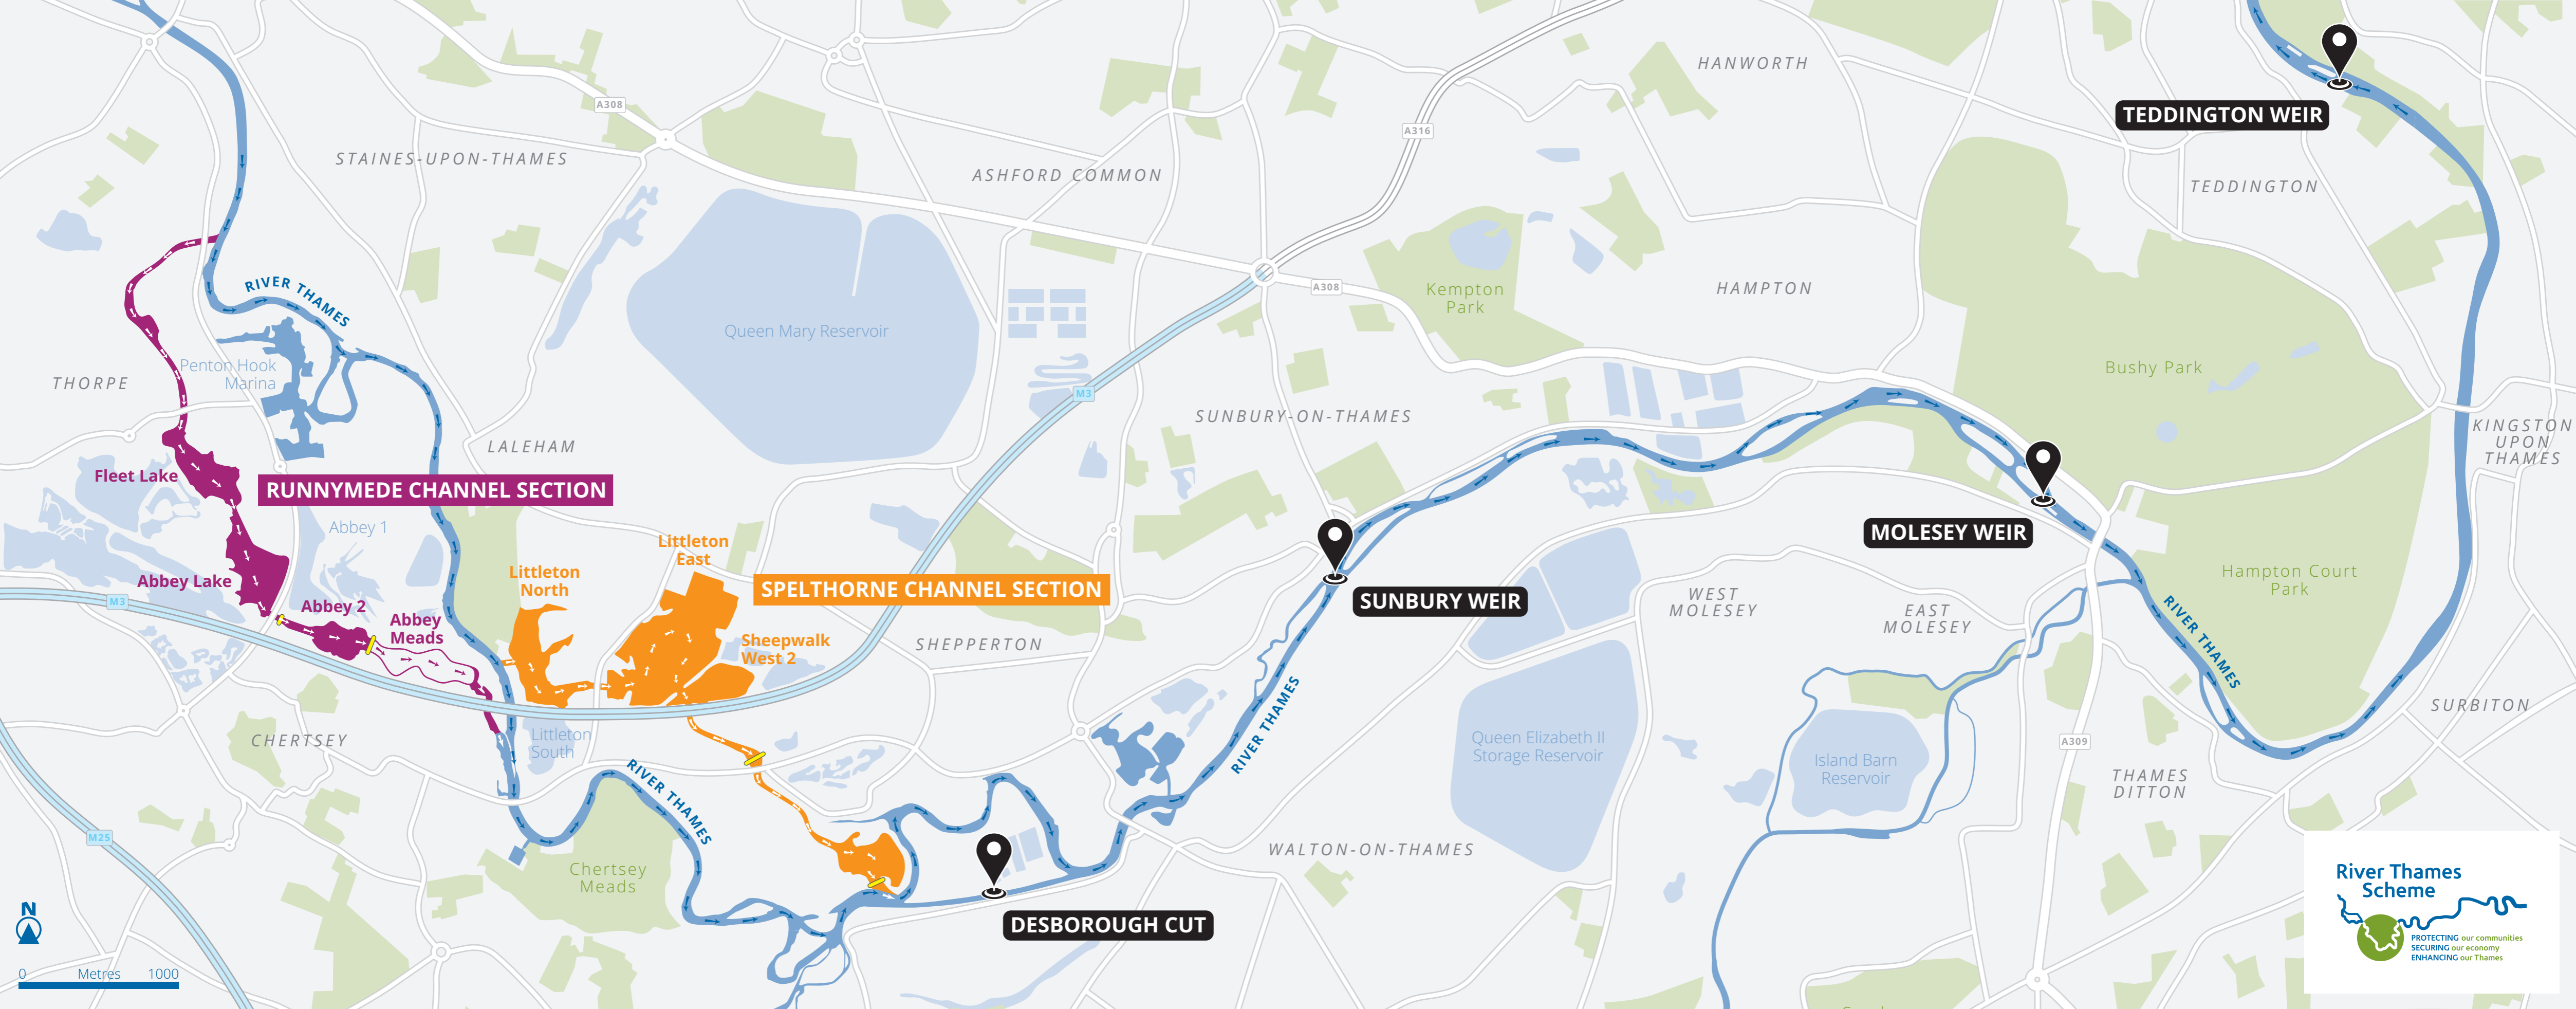 HANWORTH
A308
A316
TEDDINGTON WEIR
STAINES-UPON-THAMES
ASHFORD COMMON
TEDDINGTON
RIVER THAMES
A308
Kempton
Park
HAMPTON
Queen Mary Reservoir
Penton Hook
Marina
THORPE
M3
Bushy Park
SUNBURY-ON-THAMES
KINGSTON
UPON
THAMES
LALEHAM
Fleet Lake
RUNNYMEDE CHANNEL SECTION
Abbey 1
MOLESEY WEIR
Littleton
East
Abbey Lake
Littleton
North
SPELTHORNE CHANNEL SECTION
SUNBURY WEIR
Hampton Court
Park
M3
Abbey 2
Abbey
Meads
WEST
MOLESEY
EAST
MOLESEY
RIVER THAMES
Sheepwalk
West 2
SHEPPERTON
SURBITON
CHERTSEY
Littleton
South
RIVER THAMES
RIVER THAMES
Queen Elizabeth II
Storage Reservoir
Island Barn
Reservoir
A309
THAMES
DITTON
M25
Chertsey
Meads
WALTON-ON-THAMES
DESBOROUGH CUT
N
0 Metres 1000
River Thames
Scheme
PROTECTING our communities
SECURING our economy
ENHANCING our Thames